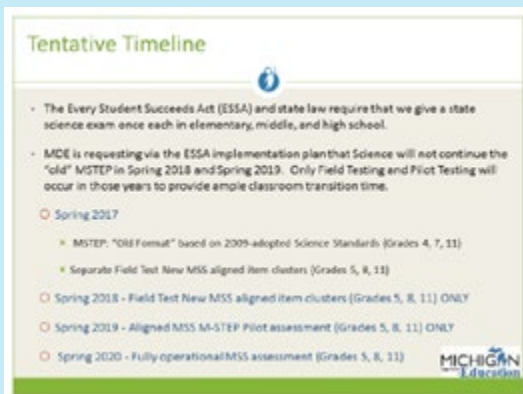 Tentative Timeline
- The Every Student Succeeds Act (ESSA) and state law require that we give a state
science exam once each in elementary, middle, and high school.
- MDE is requesting via the ESSA implementation plan that Science will not continue the
"old" MSTEP in Spring 2018 and Spring 2019. Only Field Testing and Pilot Testing will
occur in those years to provide ample classroom transition time.
Spring 2017
MSTEP: "Old Format" based on 2009-adopted Science Standards (Grades 4, 7, 11)
Separate Field Test New MSS aligned item clusters (Grades 5, 8, 11)
Spring 2018 - Field Test New MSS aligned item clusters (Grades 5, 8, 11) ONLY
Spring 2019 - Aligned MSS M-STEP Pilot assessment (Grades 5, 8, 11) ONLY
Spring 2020 - Fully operational MSS assessment (Grades 5, 8, 11)
MICHIGAN
Education